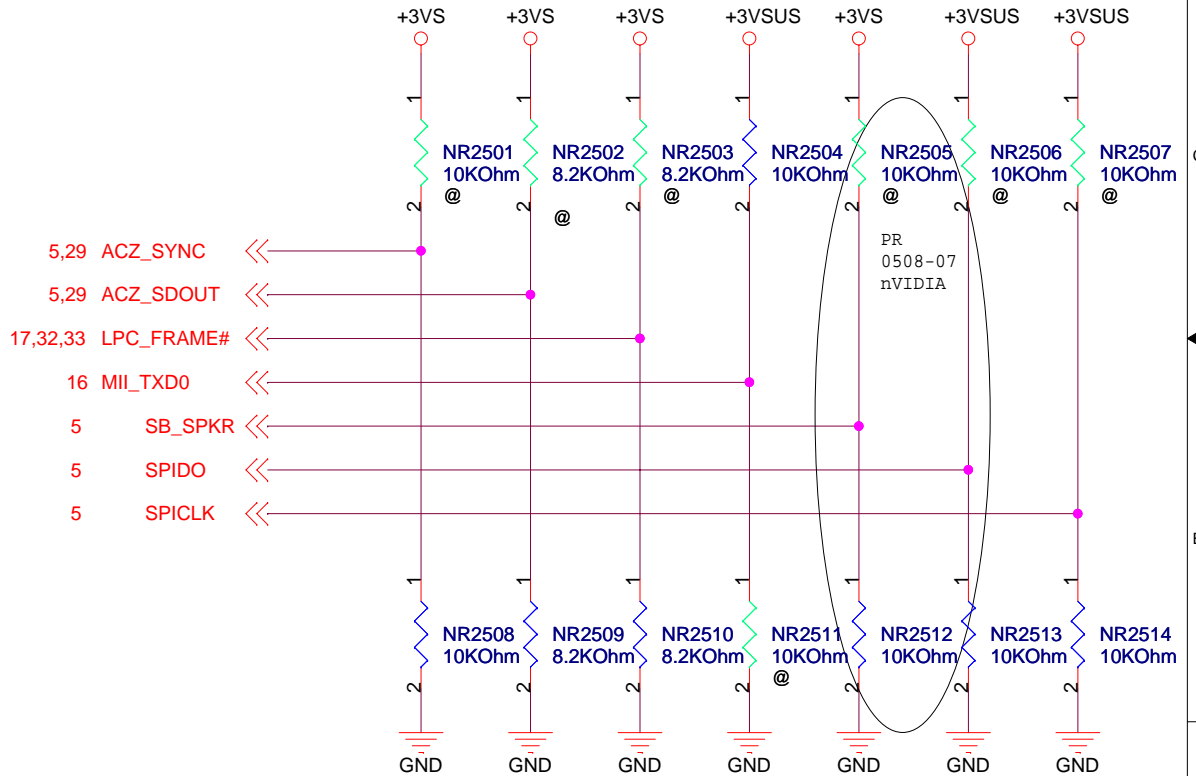 +3VS +3VS +3VS +3VSUS +3VS +3VSUS +3VSUS
1 1 1 1 1 1 1
NR2501 NR2502 NR2503 NR2504 NR2505 NR2506 NR2507
10KOhm 8.2KOhm 8.2KOhm 10KOhm 10KOhm 10KOhm 10KOhm
@ @ @ @ @
2 2 2 2 2 2 2
@
PR
0508-07
nVIDIA
5,29 ACZ_SYNC
5,29 ACZ_SDOUT
17,32,33 LPC_FRAME#
16 MII_TXD0
5 SB_SPKR
5 SPIDO
5 SPICLK
1 1 1 1 1 1 1
NR2508 NR2509 NR2510 NR2511 NR2512 NR2513 NR2514
10KOhm 8.2KOhm 8.2KOhm 10KOhm 10KOhm 10KOhm 10KOhm
@
2 2 2 2 2 2 2
GND GND GND GND GND GND GND